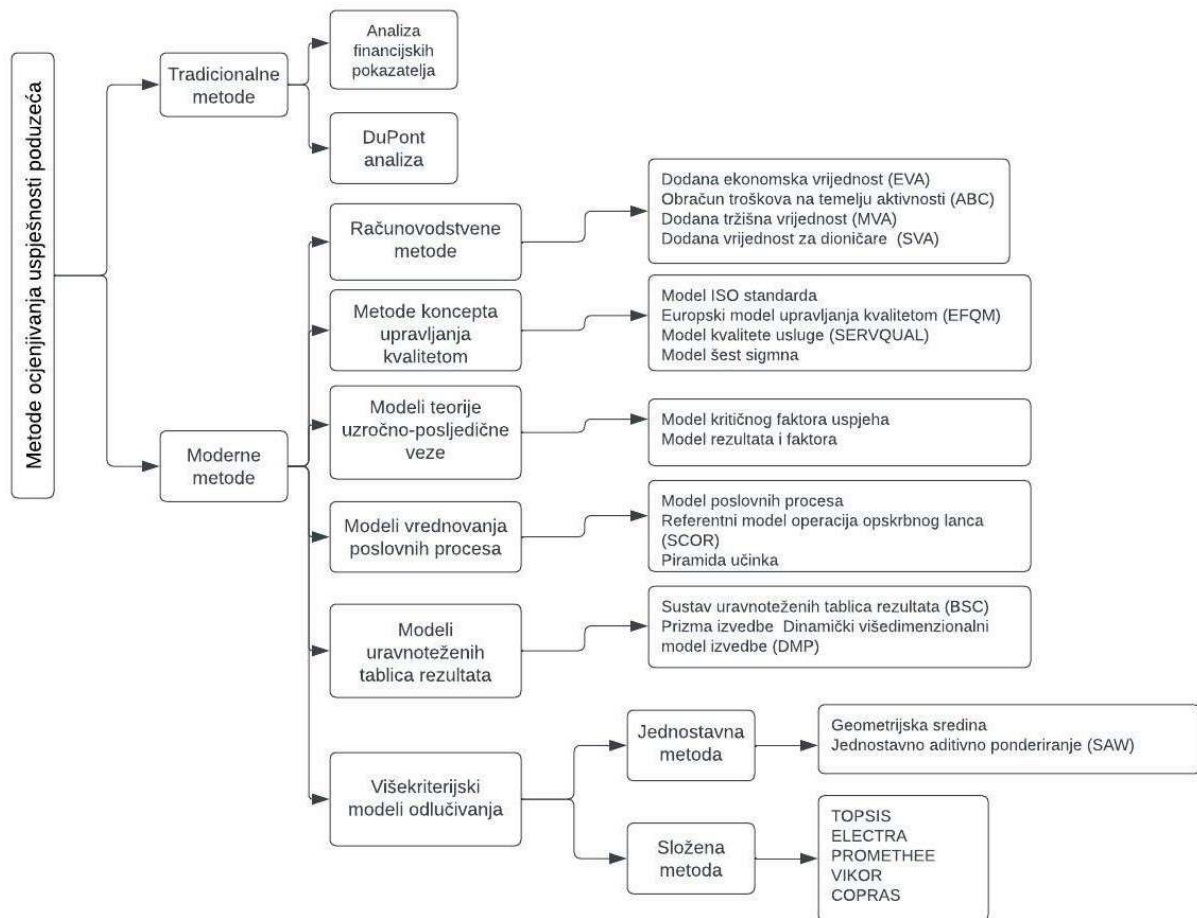 Metode ocjenjivanja uspješnosti poduzeća
Tradicionalne
metode
Analiza
financijskih
pokazatelja
DuPont
analiza
Moderne
metode
Računovodstvene
metode
Dodana ekonomska vrijednost (EVA)
Obračun troškova na temelju aktivnosti (ABC)
Dodana tržišna vrijednost (MVA)
Dodana vrijednost za dioničare (SVA)
Metode koncepta
upravljanja
kvalitetom
Model ISO standarda
Europski model upravljanja kvalitetom (EFQM)
Model kvalitete usluge (SERVQUAL)
Model šest sigmna
Modeli teorije
uzročno-posljedične
veze
Model kritičnog faktora uspjeha
Model rezultata i faktora
Modeli vrednovanja
poslovnih procesa
Model poslovnih procesa
Referentni model operacija opskrbnog lanca
(SCOR)
Piramida učinka
Modeli
uravnoteženih
tablica rezultata
Sustav uravnoteženih tablica rezultata (BSC)
Prizma izvedbe Dinamički višedimenzionalni
model izvedbe (DMP)
Višekriterijski
modeli odlučivanja
Jednostavna
metoda
Geometrijska sredina
Jednostavno aditivno ponderiranje (SAW)
Složena
metoda
TOPSIS
ELECTRA
PROMETHEE
VIKOR
COPRAS